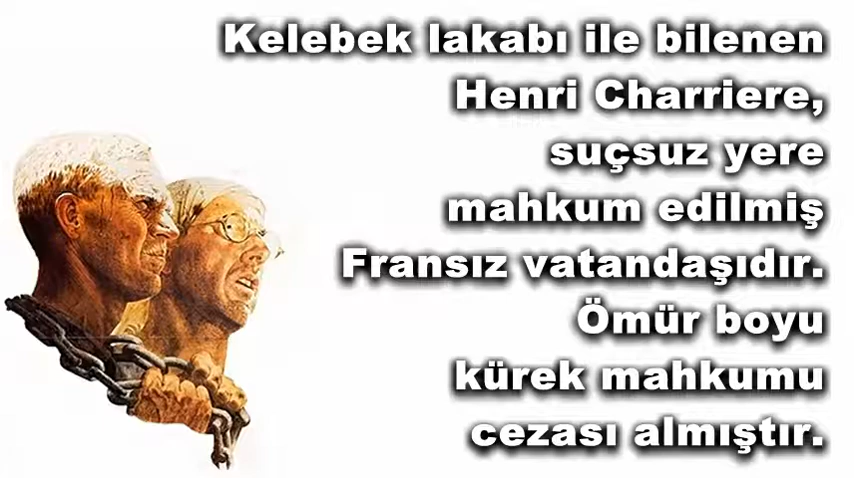 Kelebek lakabı ile bilenen
Henri Charriere,
suçsuz yere
mahkum edilmiş
Fransız vatandaşıdır.
Ömür boyu
kürek mahkumu
cezası almıştır.